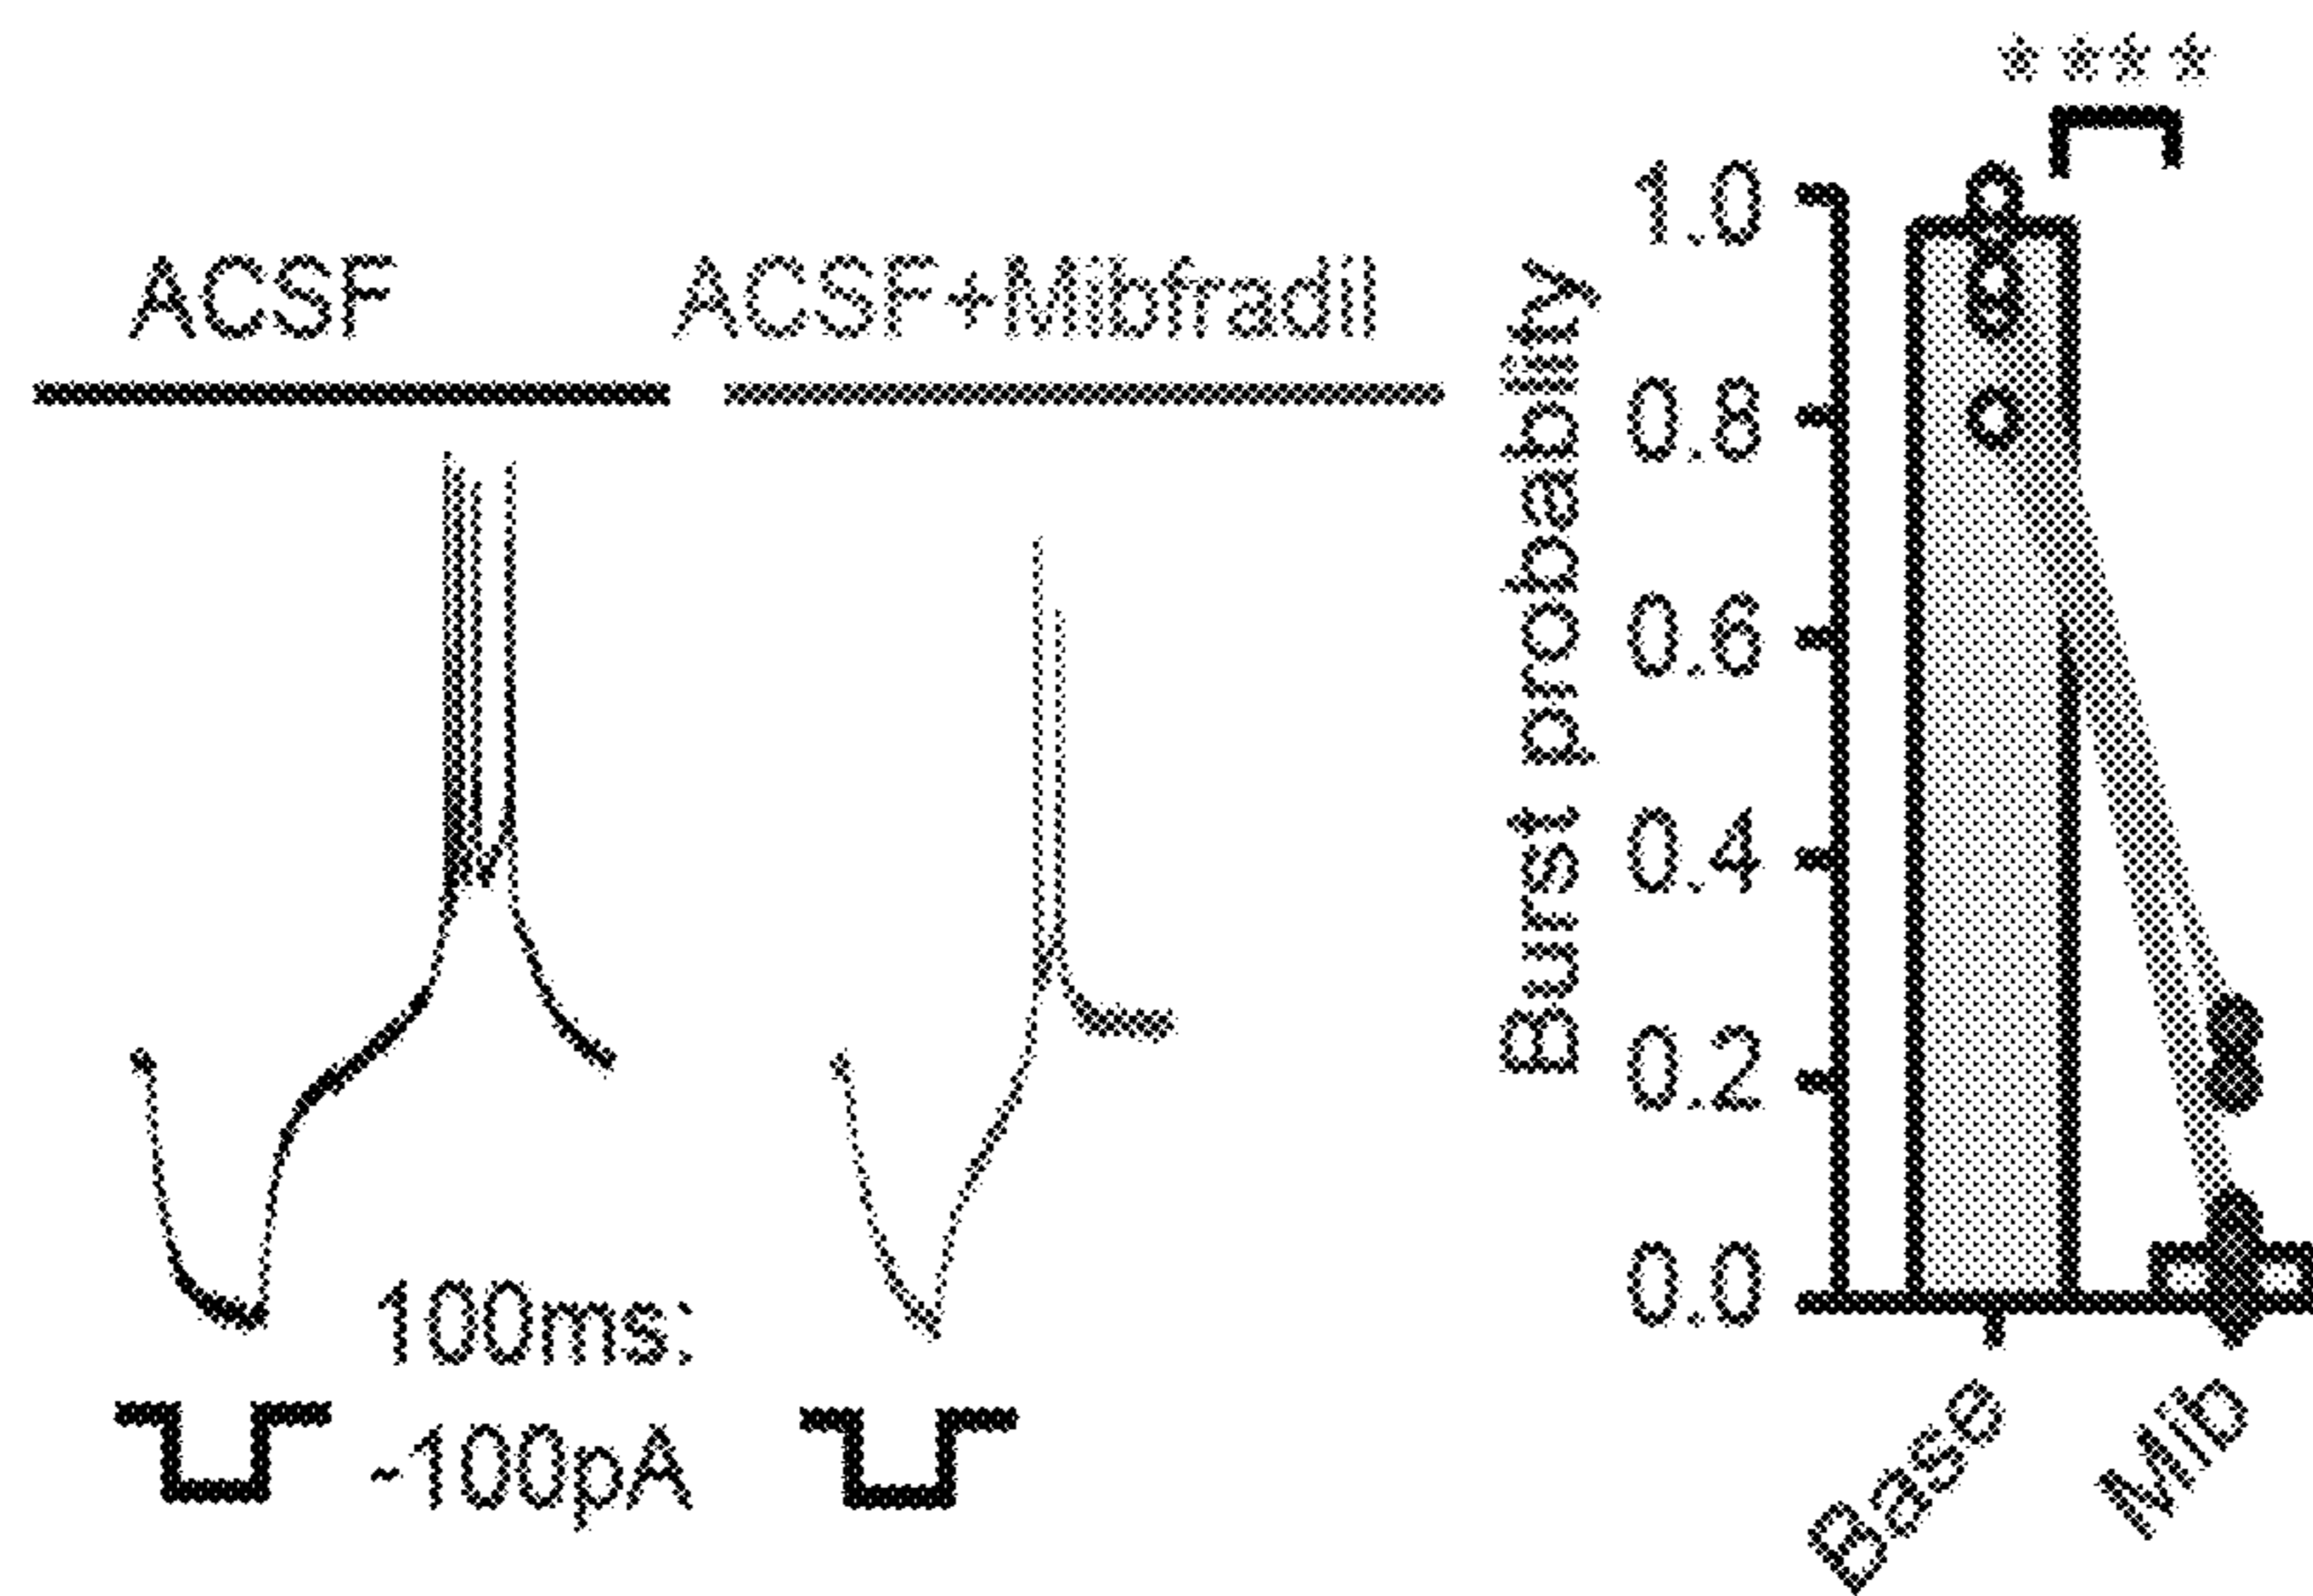 ACSF
ACSF+Mibfradil
100ms:
~100pA
****
Burst probability
1.0
0.8
0.6
0.4
0.2
0.0
Base
Mib